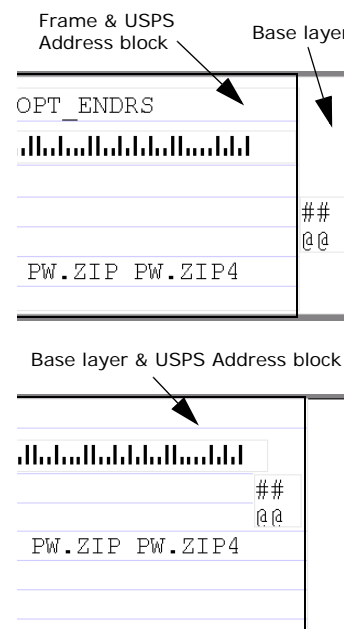 Frame & USPS
Address block
Base layer
OPT_ENDRS
##
@@
PW.ZIP PW.ZIP4
Base layer & USPS Address block
##
@@
PW.ZIP PW.ZIP4